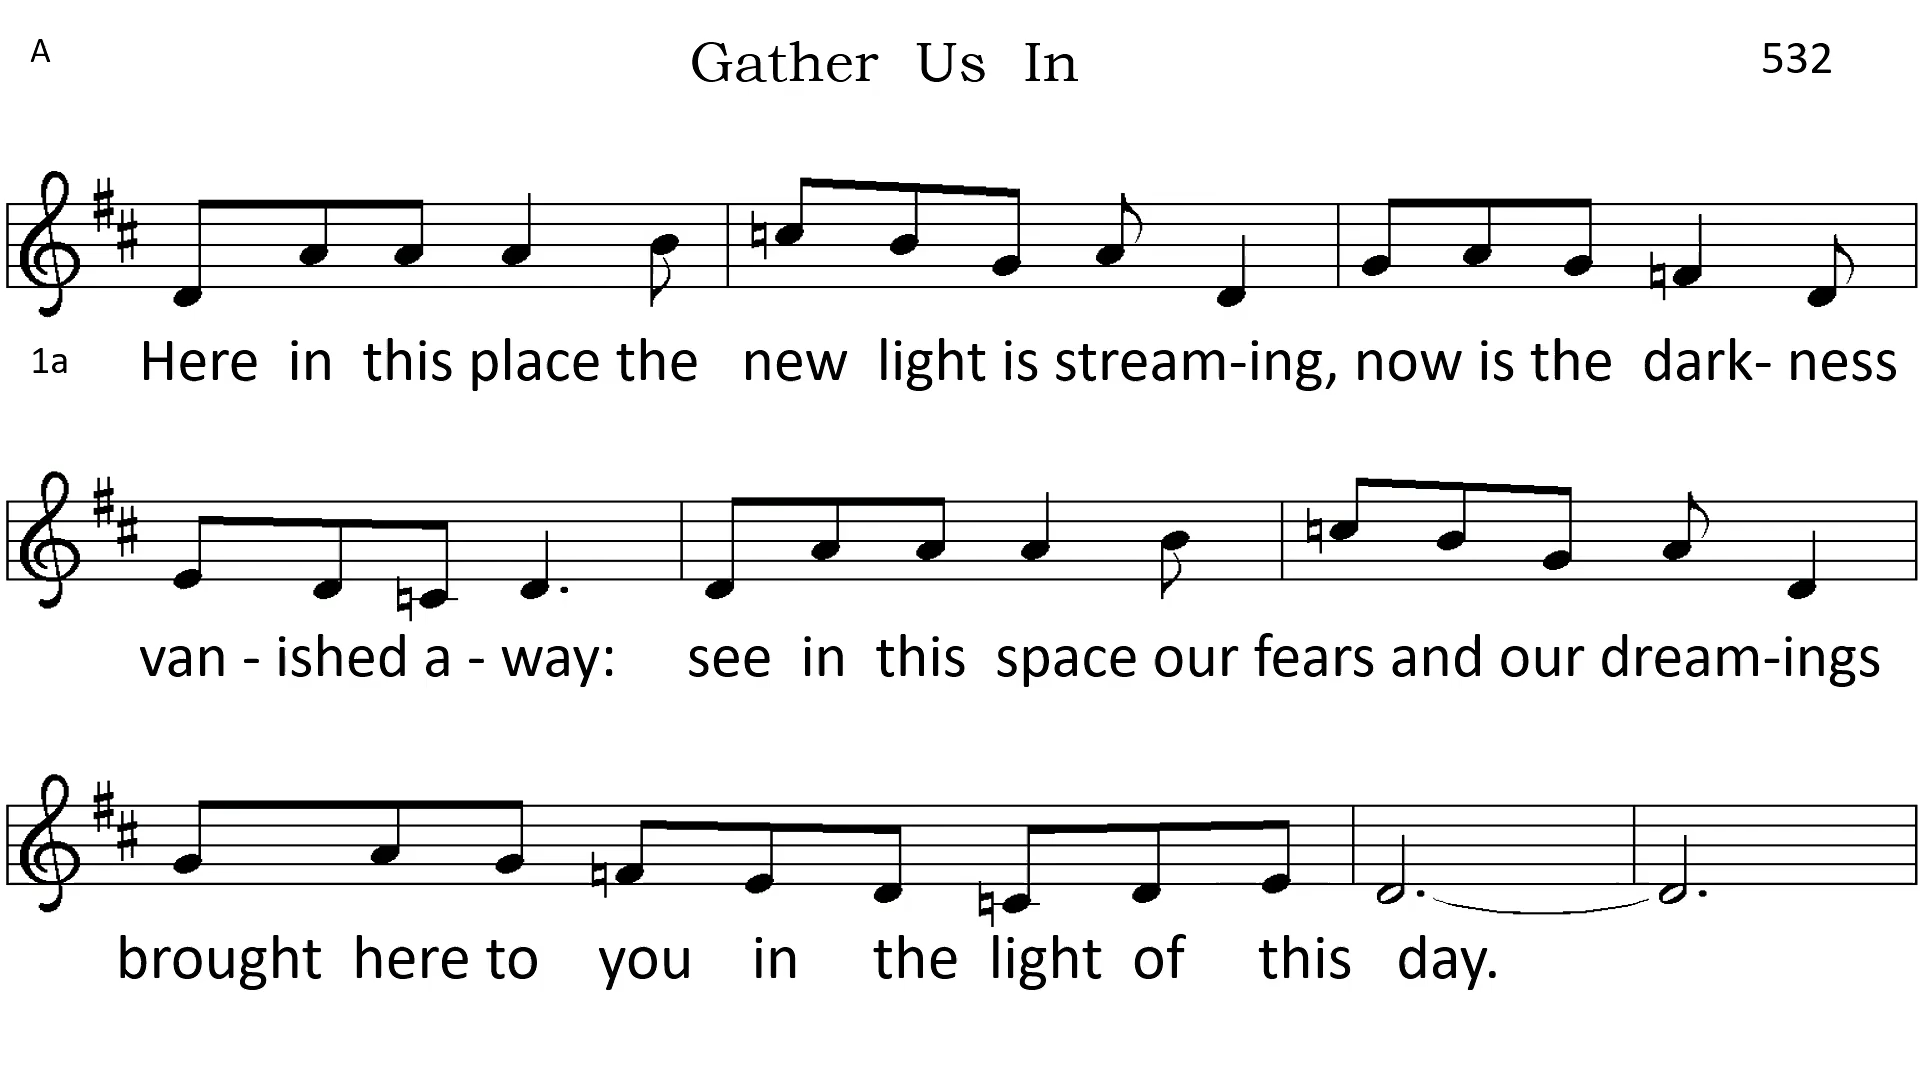 A Gather Us In 532
1a Here in this place the new light is stream-ing, now is the dark- ness
van - ished a - way: see in this space our fears and our dream-ings
brought here to you in the light of this day.